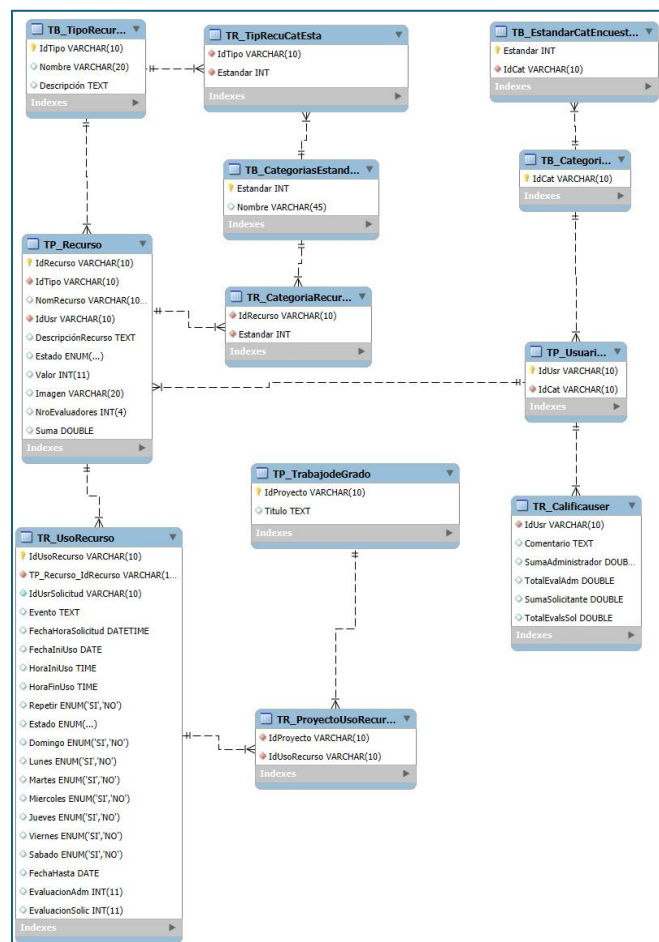 TB_TipoRecur...
IdTipo VARCHAR(10)
Nombre VARCHAR(20)
Descripción TEXT
Indexes
TR_TipRecuCatEsta
IdTipo VARCHAR(10)
Estandar INT
Indexes
TB_EstandarCatEncuest...
Estandar INT
IdCat VARCHAR(10)
Indexes
TB_CategoriasEstand...
Estandar INT
Nombre VARCHAR(45)
Indexes
TB_Categori...
IdCat VARCHAR(10)
Indexes
TP_Recurso
IdRecurso VARCHAR(10)
IdTipo VARCHAR(10)
NomRecurso VARCHAR(10...
IdUsr VARCHAR(10)
DescripciónRecurso TEXT
Estado ENUM(...)
Valor INT(11)
Imagen VARCHAR(20)
NroEvaluadores INT(4)
Suma DOUBLE
Indexes
TR_CategoriaRecur...
IdRecurso VARCHAR(10)
Estandar INT
Indexes
TP_Usuari...
IdUsr VARCHAR(10)
IdCat VARCHAR(10)
Indexes
TP_TrabajodeGrado
IdProyecto VARCHAR(10)
Titulo TEXT
Indexes
TR_Calificauser
IdUsr VARCHAR(10)
Comentario TEXT
SumaAdministrador DOUB...
TotalEvalAdm DOUBLE
SumaSolicitante DOUBLE
TotalEvalsSol DOUBLE
Indexes
TR_UsoRecurso
IdUsoRecurso VARCHAR(10)
TP_Recurso_IdRecurso VARCHAR(1...
IdUsrSolicitud VARCHAR(10)
Evento TEXT
FechaHoraSolicitud DATETIME
FechaIniUso DATE
HoraIniUso TIME
HoraFinUso TIME
Repetir ENUM('SI','NO')
Estado ENUM(...)
Domingo ENUM('SI','NO')
Lunes ENUM('SI','NO')
Martes ENUM('SI','NO')
Miercoles ENUM('SI','NO')
Jueves ENUM('SI','NO')
Viernes ENUM('SI','NO')
Sabado ENUM('SI','NO')
FechaHasta DATE
EvaluacionAdm INT(11)
EvaluacionSolic INT(11)
Indexes
TR_ProyectoUsoRecur...
IdProyecto VARCHAR(10)
IdUsoRecurso VARCHAR(10)
Indexes